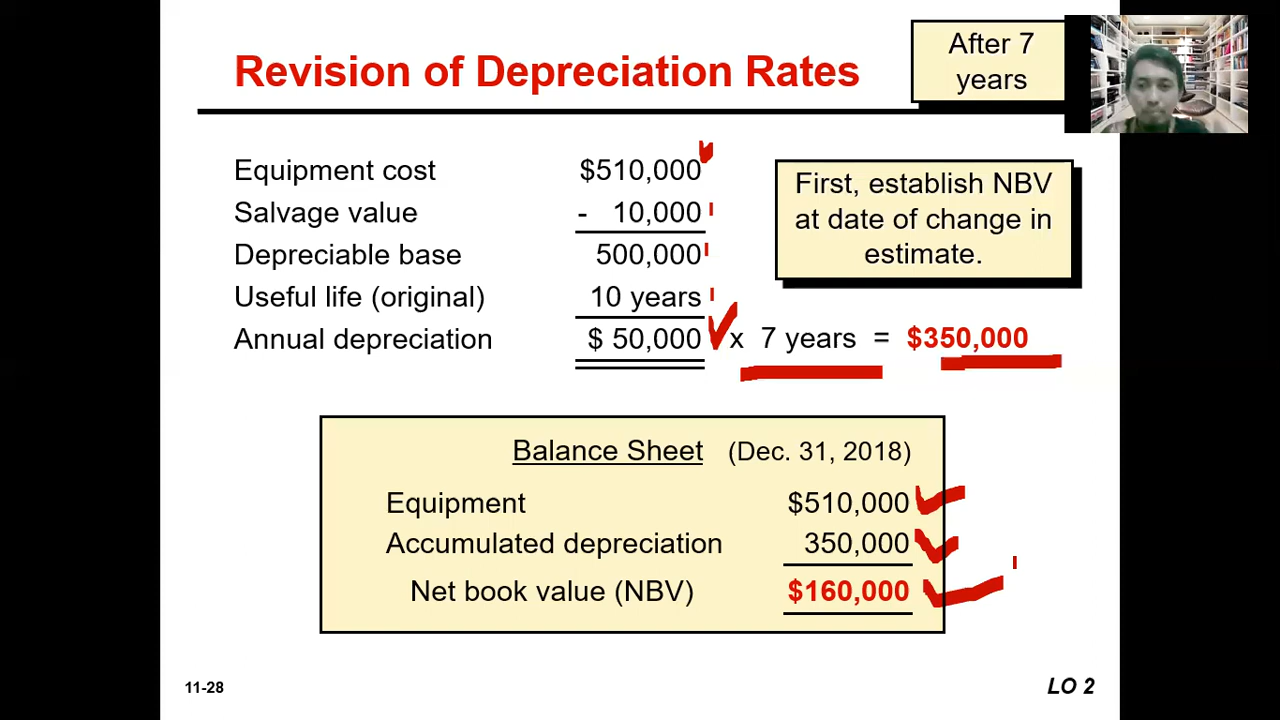 Revision of Depreciation Rates
After 7
years
Equipment cost $510,000
Salvage value - 10,000
Depreciable base 500,000
Useful life (original) 10 years
Annual depreciation $ 50,000 x 7 years = $350,000
First, establish NBV
at date of change in
estimate.
Balance Sheet (Dec. 31, 2018)
Equipment $510,000
Accumulated depreciation 350,000
Net book value (NBV) $160,000
11-28
LO 2